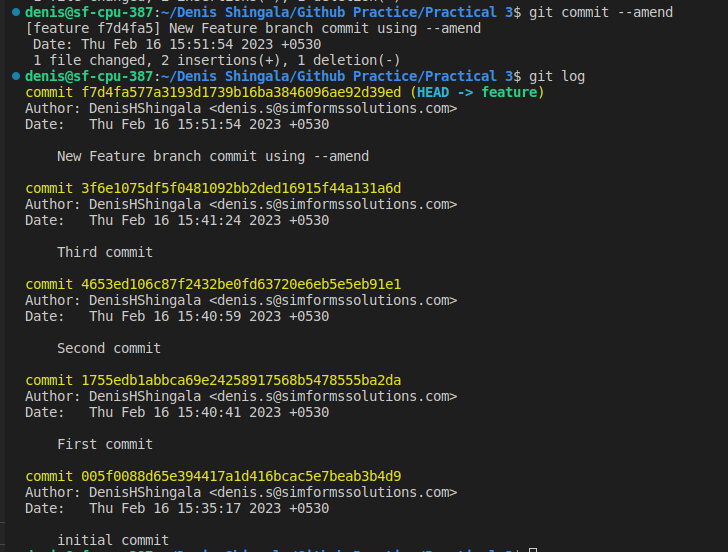 denis@sf-cpu-387:~/Denis Shingala/Github Practice/Practical 3$ git commit --amend
[feature f7d4fa5] New Feature branch commit using --amend
Date: Thu Feb 16 15:51:54 2023 +0530
1 file changed, 2 insertions(+), 1 deletion(-)
denis@sf-cpu-387:~/Denis Shingala/Github Practice/Practical 3$ git log
commit f7d4fa577a3193d1739b16ba3846096ae92d39ed (HEAD -> feature)
Author: DenisHShingala <denis.s@simformssolutions.com>
Date:   Thu Feb 16 15:51:54 2023 +0530
New Feature branch commit using --amend
commit 3f6e1075df5f0481092bb2ded16915f44a131a6d
Author: DenisHShingala <denis.s@simformssolutions.com>
Date:   Thu Feb 16 15:41:24 2023 +0530
Third commit
commit 4653ed106c87f2432be0fd63720e6eb5e5eb91e1
Author: DenisHShingala <denis.s@simformssolutions.com>
Date:   Thu Feb 16 15:40:59 2023 +0530
Second commit
commit 1755edb1abbca69e24258917568b5478555ba2da
Author: DenisHShingala <denis.s@simformssolutions.com>
Date:   Thu Feb 16 15:40:41 2023 +0530
First commit
commit 005f0088d65e394417a1d416bcac5e7beab3b4d9
Author: DenisHShingala <denis.s@simformssolutions.com>
Date:   Thu Feb 16 15:35:17 2023 +0530
initial commit